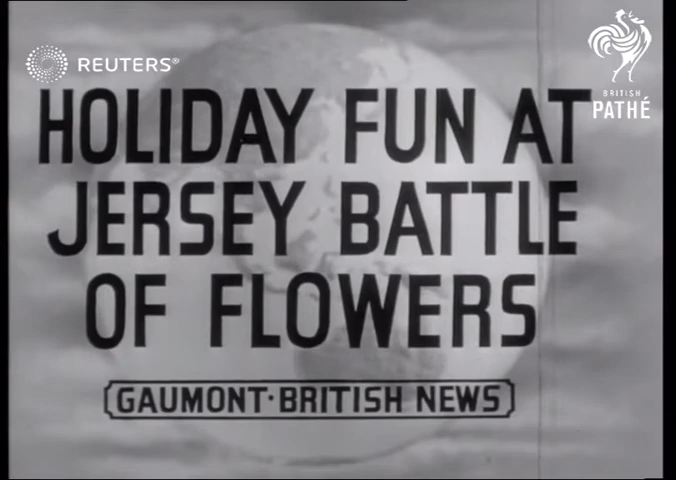 REUTERS®
BRITISH
PATHÉ
HOLIDAY FUN AT
JERSEY BATTLE
OF FLOWERS
GAUMONT·BRITISH NEWS